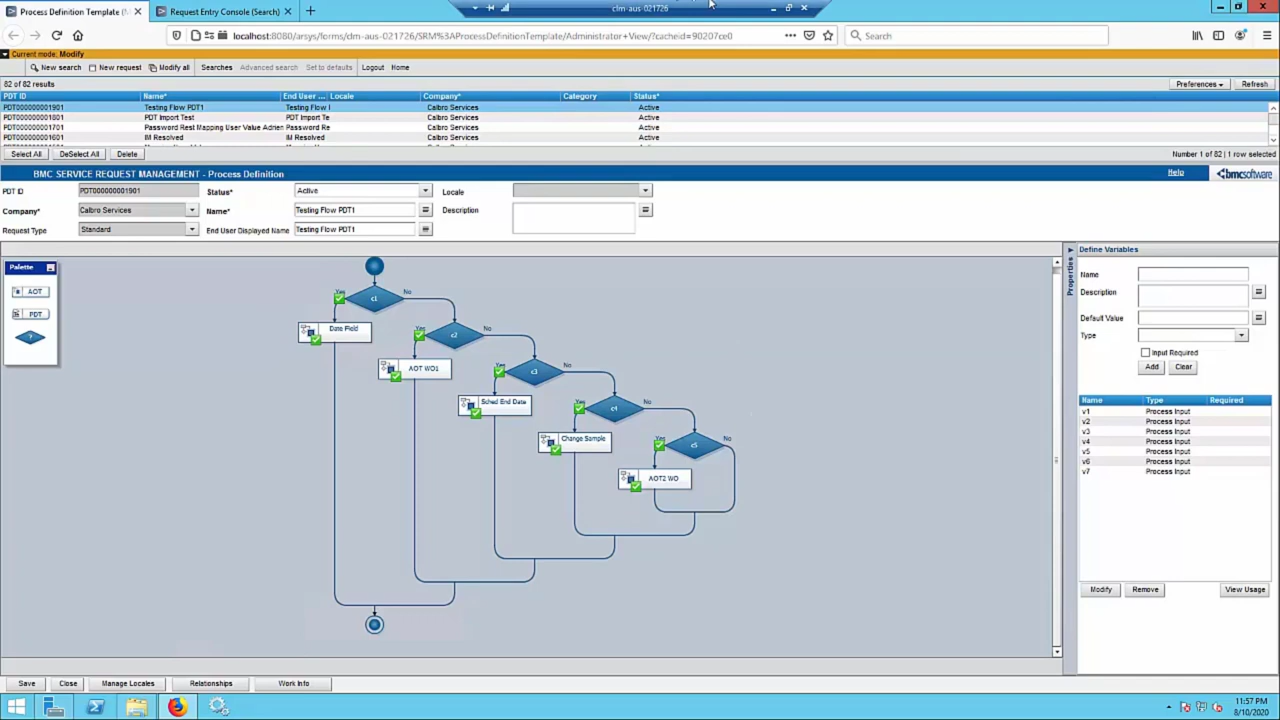 Process Definition Template (M
Request Entry Console (Search)
clm-aus-021726
localhost:8080/arsys/forms/clm-aus-021726/SRM%3AProcessDefinitionTemplate/Administrator+View/?cacheid=90207ce0
Search
Current mode: Modify
New search New request Modify all Searches Advanced search Set to defaults Logout Home
82 of 82 results Preferences Refresh
PDT ID Name* End User ... Locale Company* Category Status*
PDT000000001901 Testing Flow PDT1 Testing Flow I Calbro Services Active
PDT000000001801 PDT Import Test PDT Import Te Calbro Services Active
PDT000000001701 Password Rest Mapping User Value Adrien Password Re Calbro Services Active
PDT000000001601 IM Resolved IM Resolved Calbro Services Active
Select All DeSelect All Delete Number 1 of 82 | 1 row selected
BMC SERVICE REQUEST MANAGEMENT - Process Definition Help bmcsoftware
PDT ID PDT000000001901 Status* Active Locale
Company* Calbro Services Name* Testing Flow PDT1 Description
Request Type Standard End User Displayed Name Testing Flow PDT1
Palette
AOT
PDT
?
Yes c1 No
Date Field
Yes c2 No
AOT WO1
Yes c3 No
Sched End Date
Yes c4 No
Change Sample
Yes c5 No
AOT2 WO
Properties
Define Variables
Name
Description
Default Value
Type
Input Required
Add Clear
Name Type Required
v1 Process Input
v2 Process Input
v3 Process Input
v4 Process Input
v5 Process Input
v6 Process Input
v7 Process Input
Modify Remove View Usage
Save Close Manage Locales Relationships Work Info
11:57 PM
8/10/2020